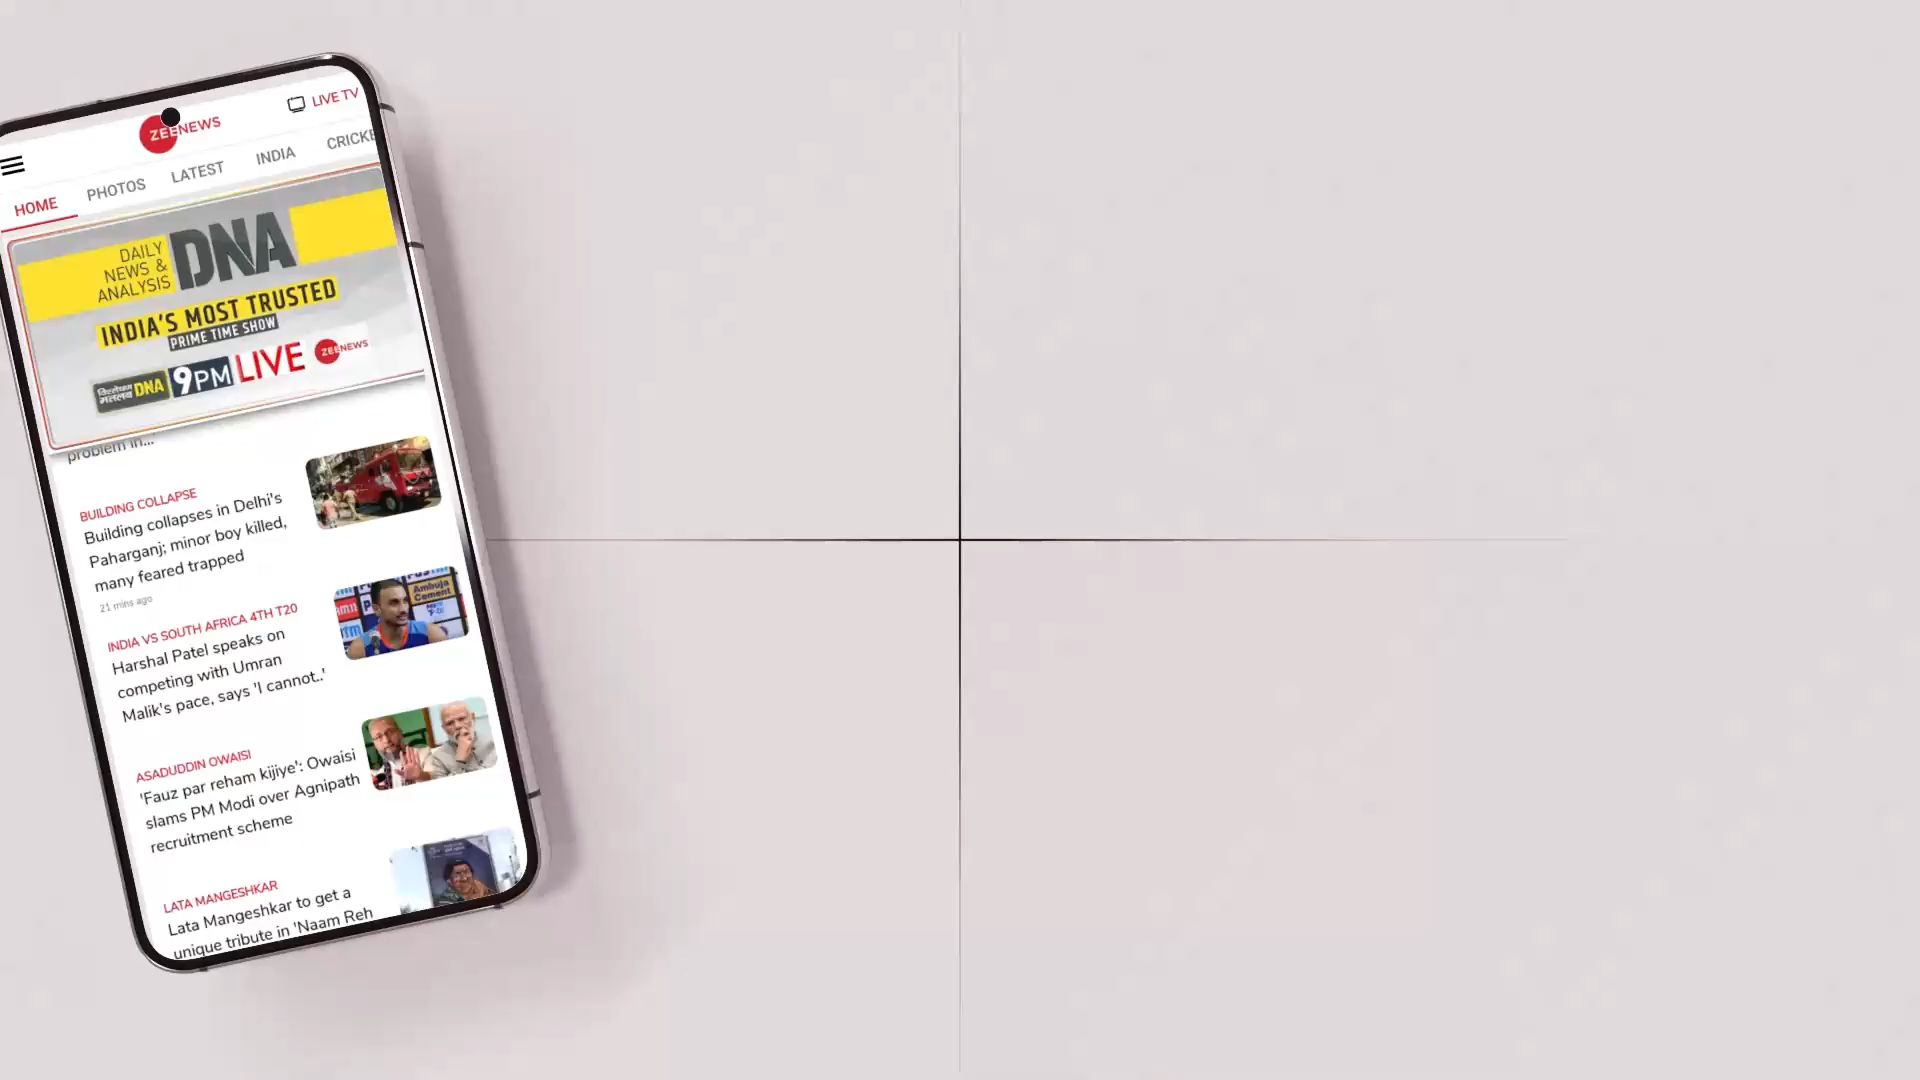 LIVE TV
ZEENEWS
HOME PHOTOS LATEST INDIA CRICKE
DAILY
NEWS &
ANALYSIS
DNA
INDIA'S MOST TRUSTED
PRIME TIME SHOW
DNA 9PM LIVE ZEENEWS
problem in...
BUILDING COLLAPSE
Building collapses in Delhi's
Paharganj; minor boy killed,
many feared trapped
21 mins ago
INDIA VS SOUTH AFRICA 4TH T20
Harshal Patel speaks on
competing with Umran
Malik's pace, says 'I cannot..'
Ambuja
Cement
ASADUDDIN OWAISI
'Fauz par reham kijiye': Owaisi
slams PM Modi over Agnipath
recruitment scheme
LATA MANGESHKAR
Lata Mangeshkar to get a
unique tribute in 'Naam Reh